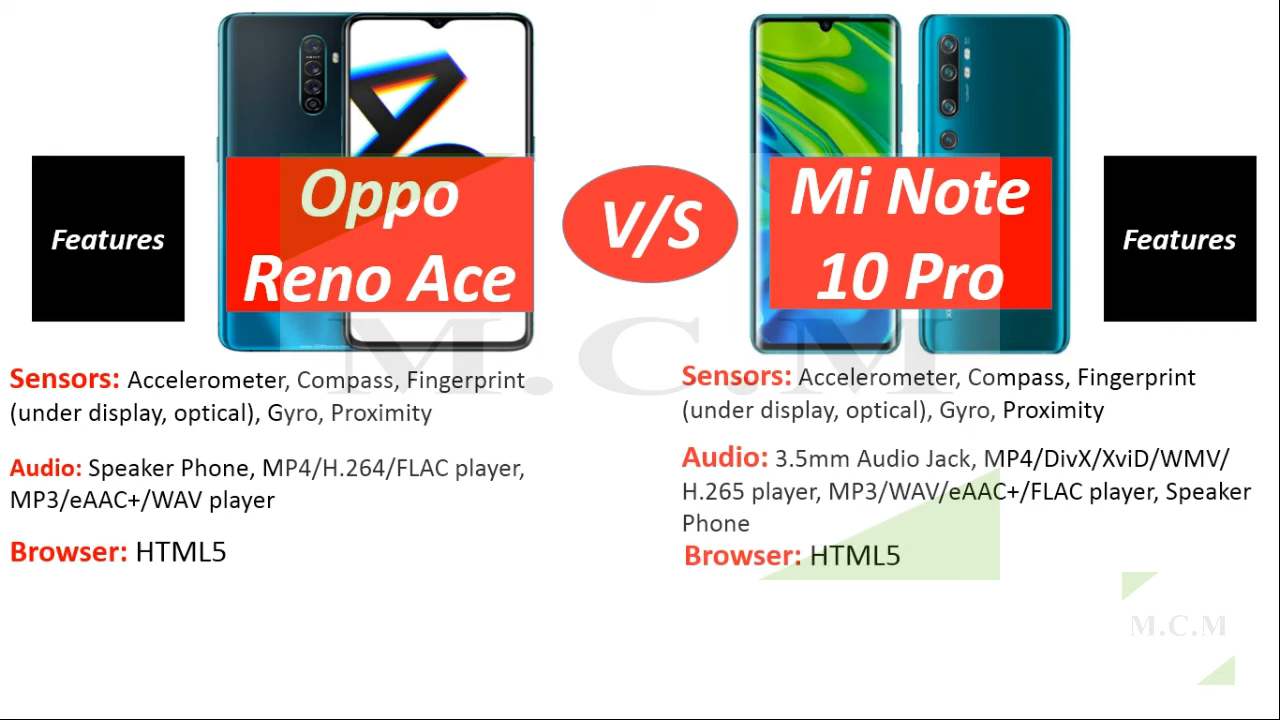 Oppo
Reno Ace
V/S
Mi Note
10 Pro
Features
Features
Sensors: Accelerometer, Compass, Fingerprint
(under display, optical), Gyro, Proximity
Audio: Speaker Phone, MP4/H.264/FLAC player,
MP3/eAAC+/WAV player
Browser: HTML5
Sensors: Accelerometer, Compass, Fingerprint
(under display, optical), Gyro, Proximity
Audio: 3.5mm Audio Jack, MP4/DivX/XviD/WMV/
H.265 player, MP3/WAV/eAAC+/FLAC player, Speaker
Phone
Browser: HTML5
M.C.M
M.C.M